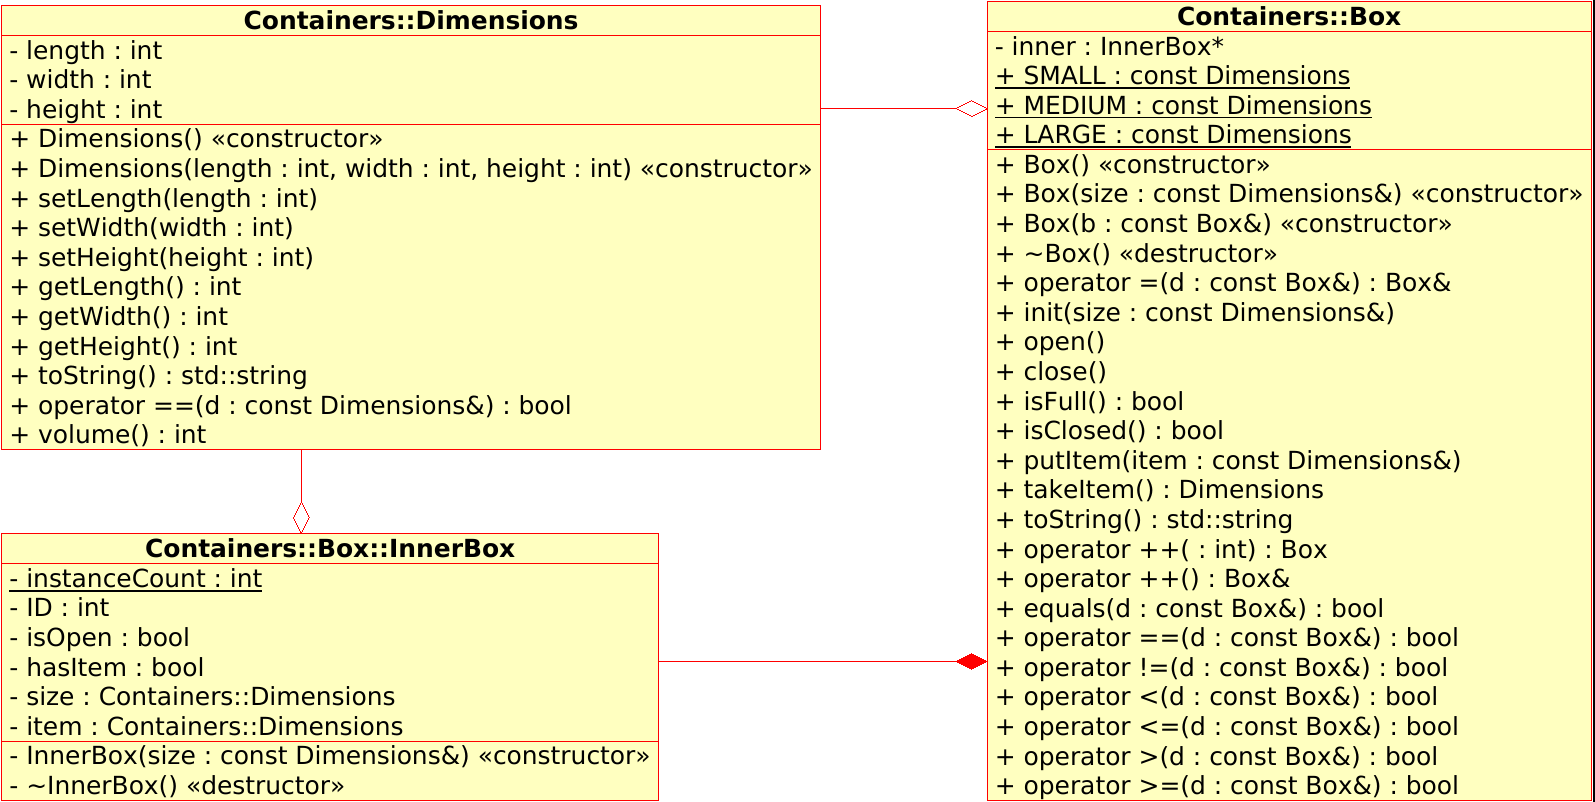 Containers::Dimensions
- length : int
- width : int
- height : int
+ Dimensions() «constructor»
+ Dimensions(length : int, width : int, height : int) «constructor»
+ setLength(length : int)
+ setWidth(width : int)
+ setHeight(height : int)
+ getLength() : int
+ getWidth() : int
+ getHeight() : int
+ toString() : std::string
+ operator ==(d : const Dimensions&) : bool
+ volume() : int
Containers::Box::InnerBox
- instanceCount : int
- ID : int
- isOpen : bool
- hasItem : bool
- size : Containers::Dimensions
- item : Containers::Dimensions
- InnerBox(size : const Dimensions&) «constructor»
- ~InnerBox() «destructor»
Containers::Box
- inner : InnerBox*
+ SMALL : const Dimensions
+ MEDIUM : const Dimensions
+ LARGE : const Dimensions
+ Box() «constructor»
+ Box(size : const Dimensions&) «constructor»
+ Box(b : const Box&) «constructor»
+ ~Box() «destructor»
+ operator =(d : const Box&) : Box&
+ init(size : const Dimensions&)
+ open()
+ close()
+ isFull() : bool
+ isClosed() : bool
+ putItem(item : const Dimensions&)
+ takeItem() : Dimensions
+ toString() : std::string
+ operator ++( : int) : Box
+ operator ++() : Box&
+ equals(d : const Box&) : bool
+ operator ==(d : const Box&) : bool
+ operator !=(d : const Box&) : bool
+ operator <(d : const Box&) : bool
+ operator <=(d : const Box&) : bool
+ operator >(d : const Box&) : bool
+ operator >=(d : const Box&) : bool